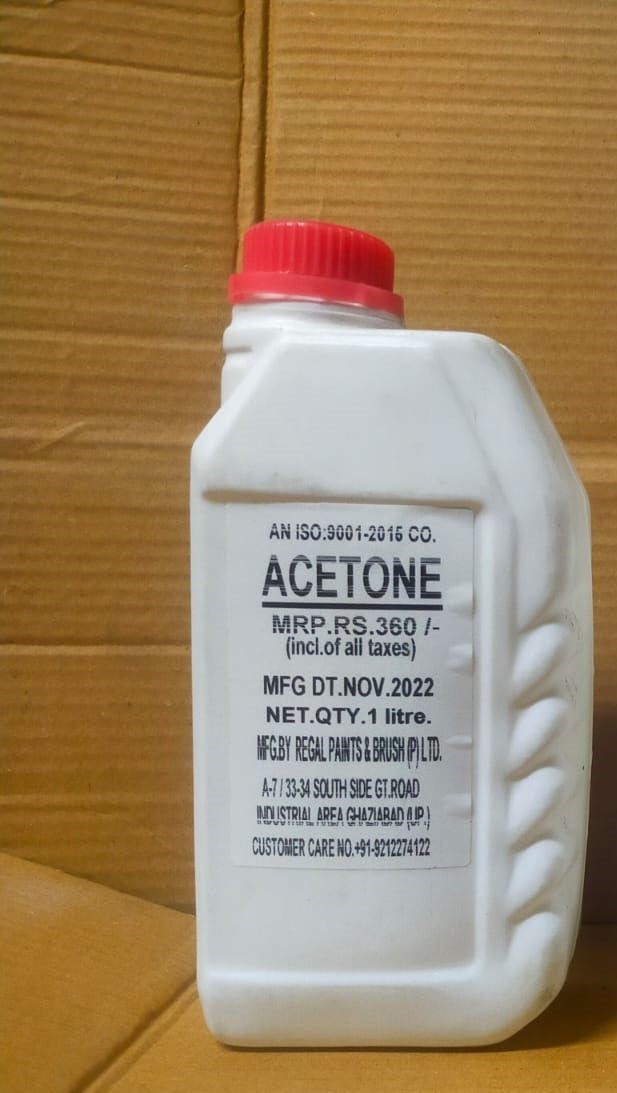 AN ISO:9001-2015 CO.
ACETONE
MRP.RS.360 /-
(incl.of all taxes)
MFG DT.NOV.2022
NET.QTY.1 litre.
MFG.BY REGAL PAINTS & BRUSH (P) LTD.
A-7 / 33-34 SOUTH SIDE GT.ROAD
INDUSTRIAL AREA GHAZIABAD (UP.)
CUSTOMER CARE NO.+91-9212274122